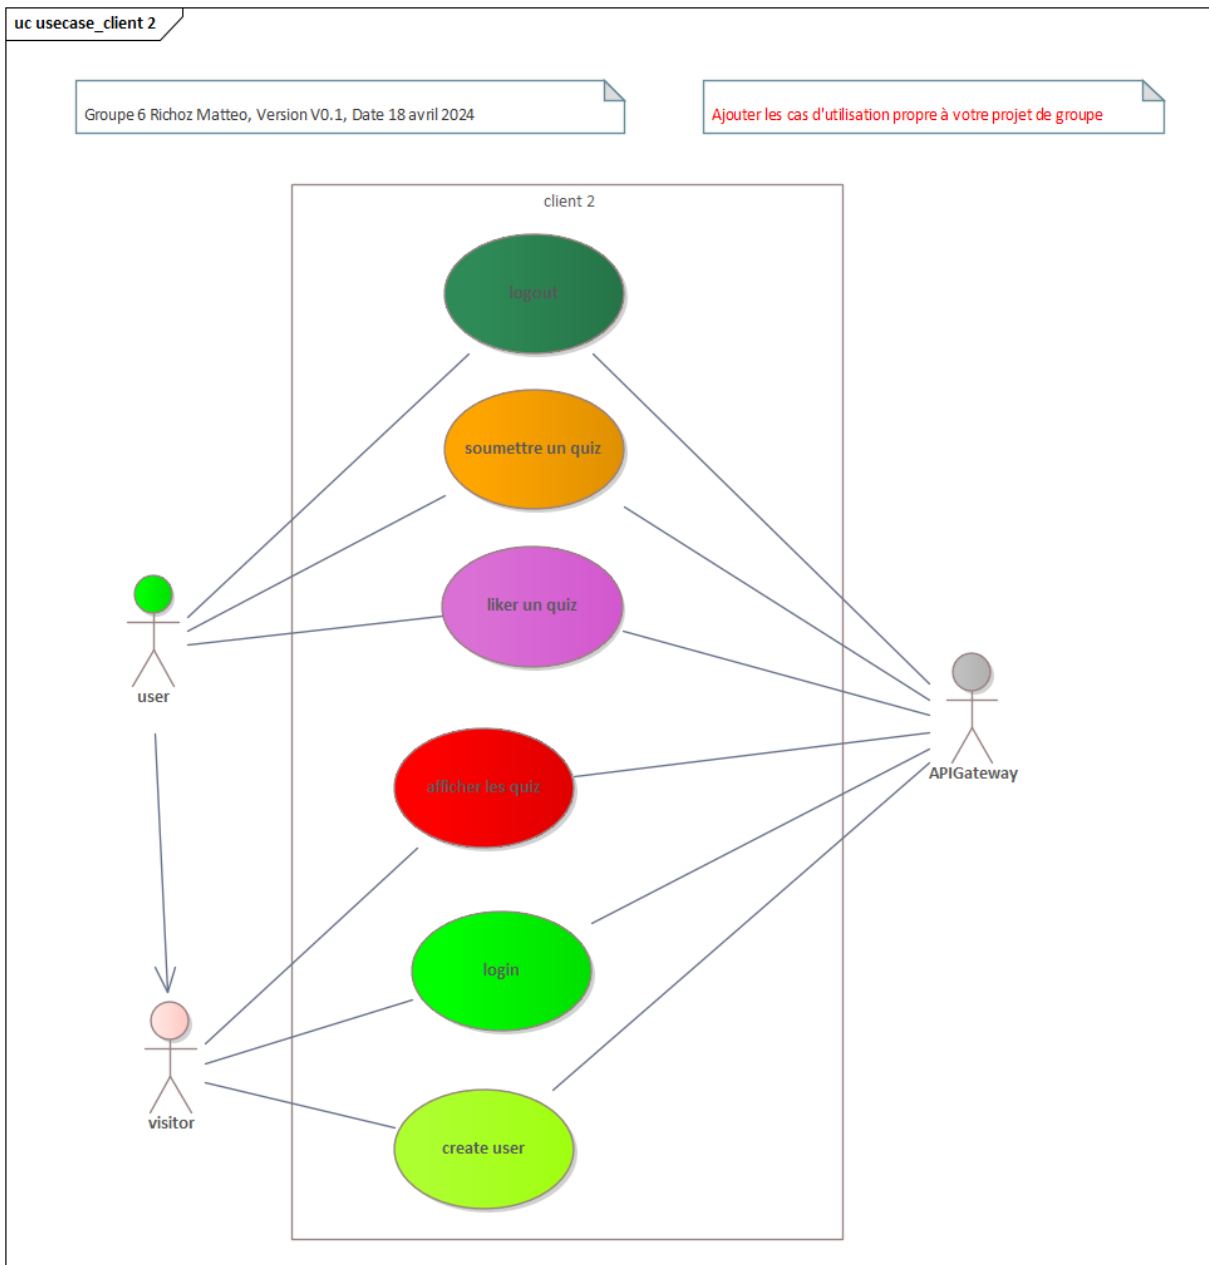 uc usecase_client 2
Groupe 6 Richoz Matteo, Version V0.1, Date 18 avril 2024
Ajouter les cas d'utilisation propre à votre projet de groupe
client 2
logout
soumettre un quiz
liker un quiz
user
afficher les quiz
APIGateway
login
visitor
create user